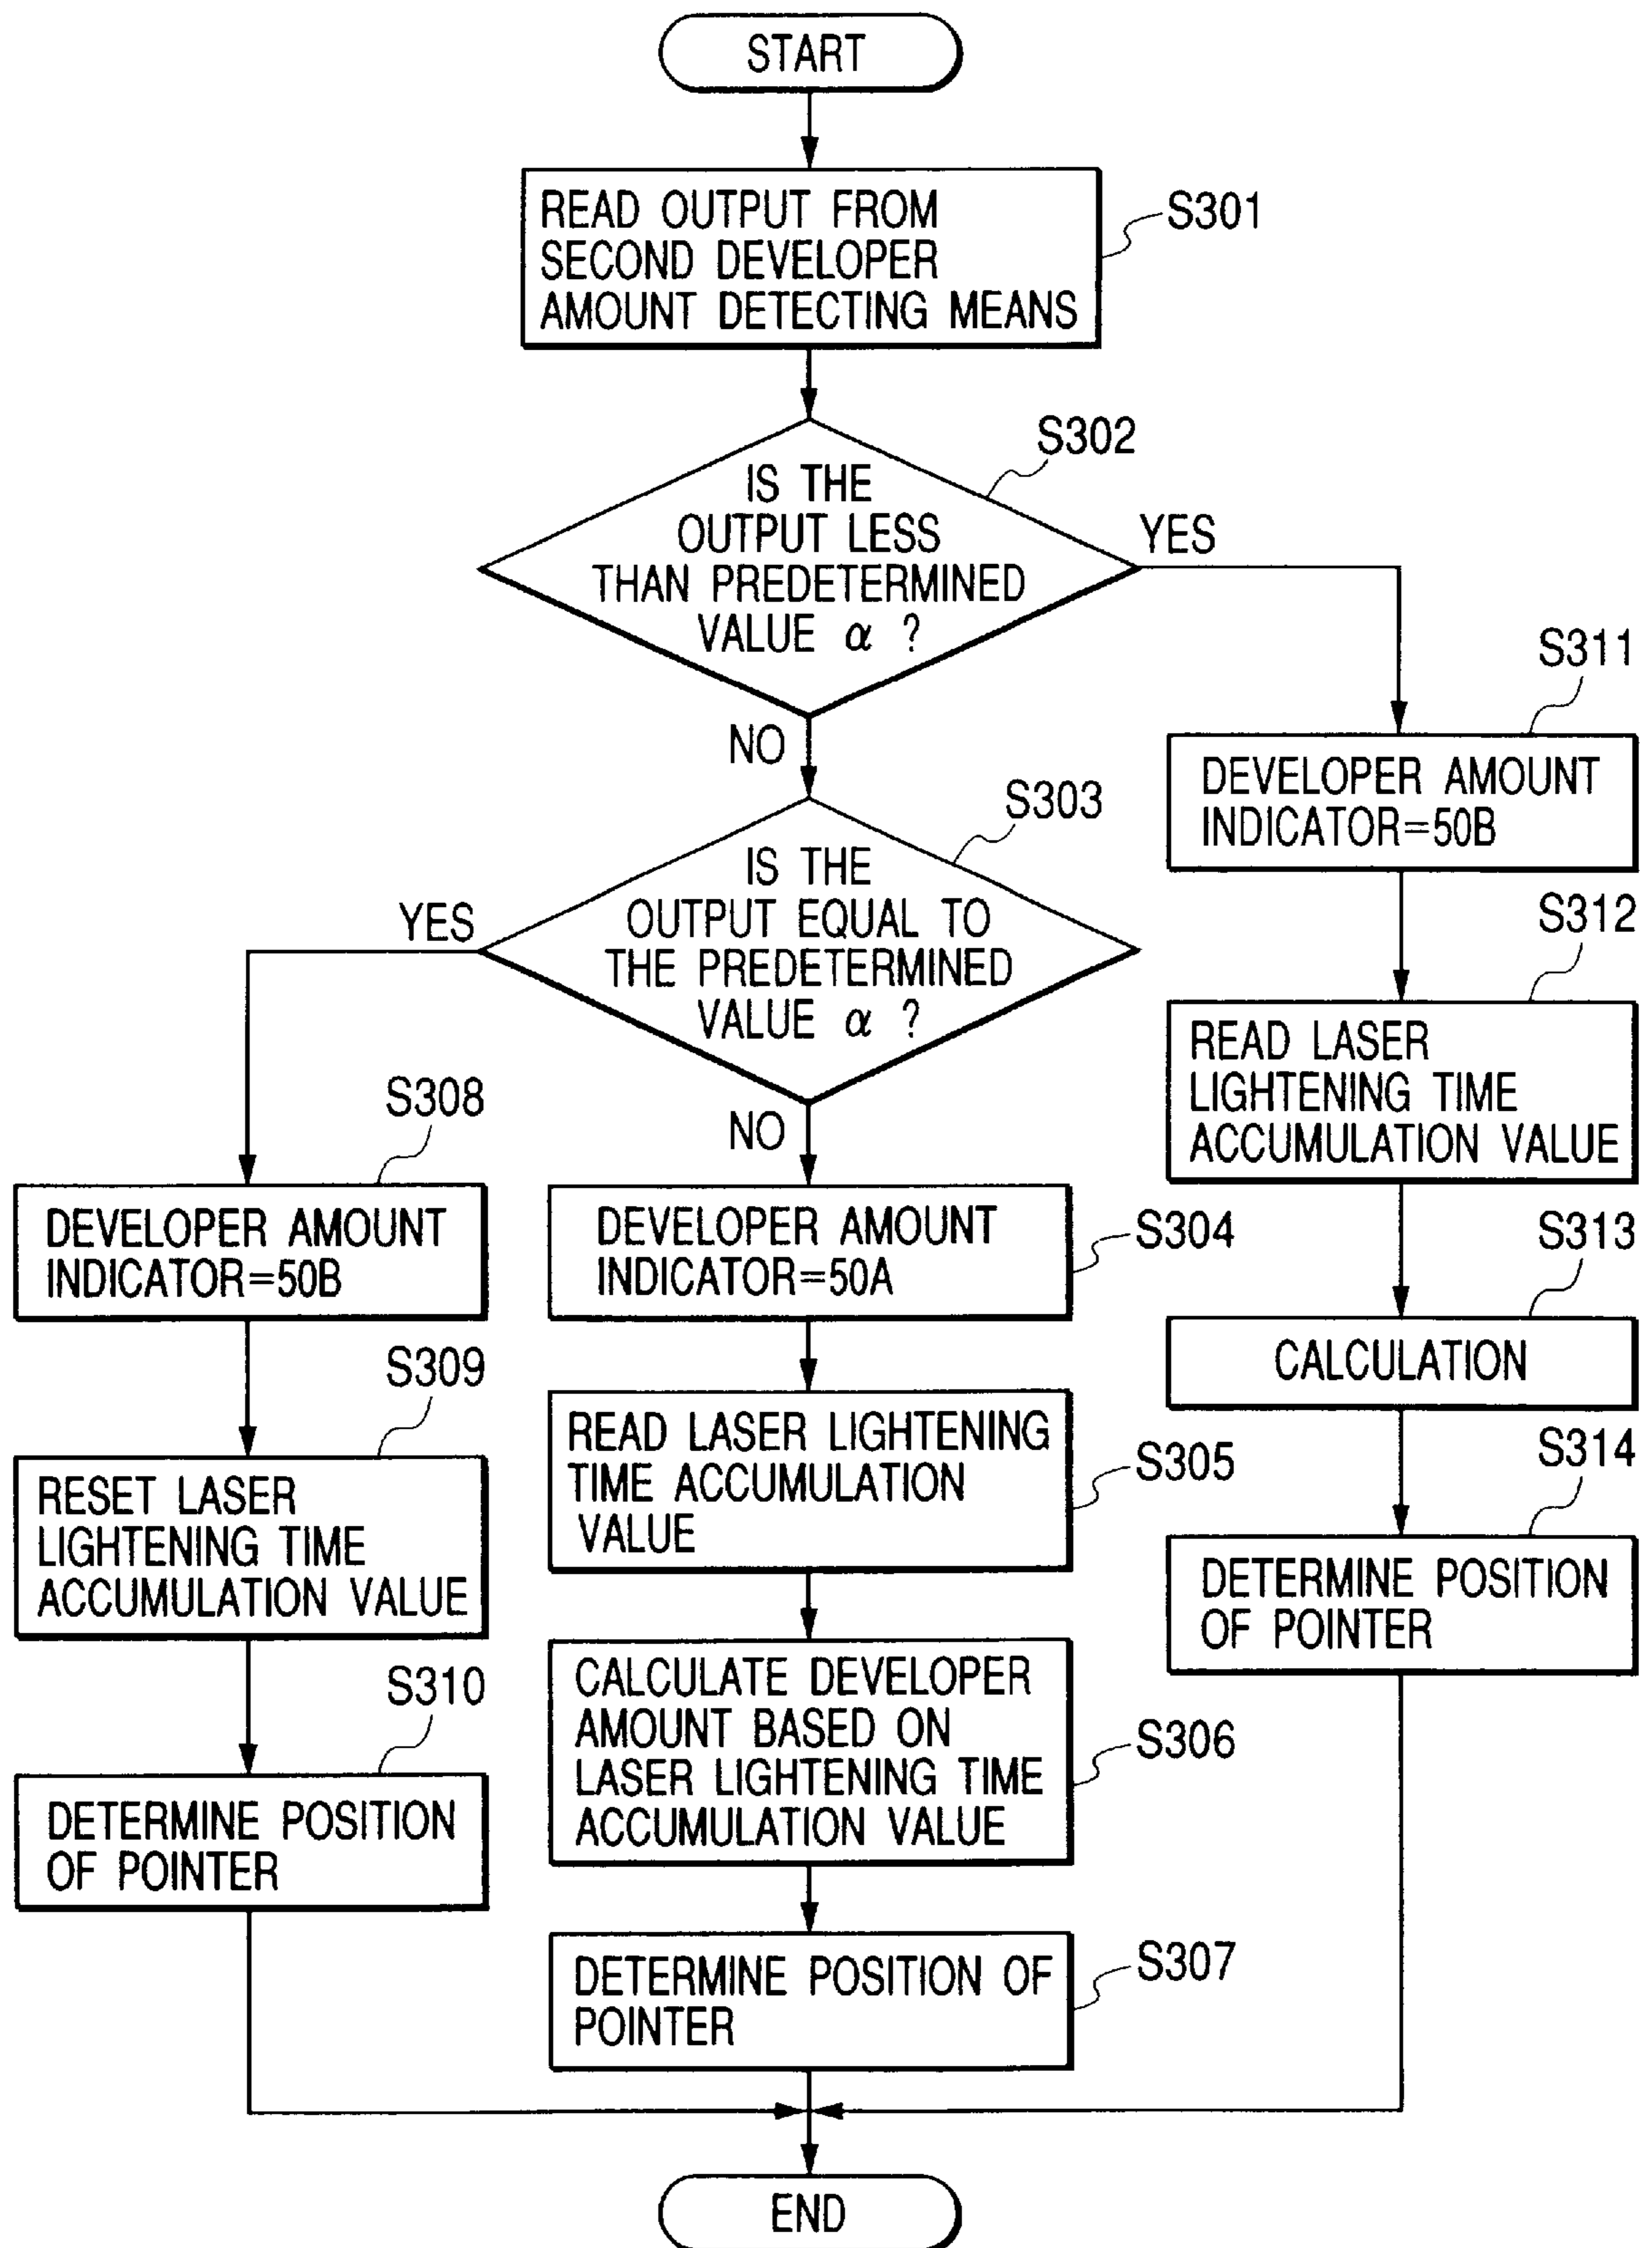 START
READ OUTPUT FROM
SECOND DEVELOPER
AMOUNT DETECTING MEANS
S301
S302
IS THE
OUTPUT LESS
THAN PREDETERMINED
VALUE α ?
YES
NO
S303
IS THE
OUTPUT EQUAL TO
THE PREDETERMINED
VALUE α ?
YES
NO
S308
DEVELOPER AMOUNT
INDICATOR=50B
S309
RESET LASER
LIGHTENING TIME
ACCUMULATION VALUE
S310
DETERMINE POSITION
OF POINTER
DEVELOPER AMOUNT
INDICATOR=50A
S304
READ LASER LIGHTENING
TIME ACCUMULATION
VALUE
S305
CALCULATE DEVELOPER
AMOUNT BASED ON
LASER LIGHTENING TIME
ACCUMULATION VALUE
S306
DETERMINE POSITION OF
POINTER
S307
S311
DEVELOPER AMOUNT
INDICATOR=50B
S312
READ LASER
LIGHTENING TIME
ACCUMULATION VALUE
S313
CALCULATION
S314
DETERMINE POSITION
OF POINTER
END